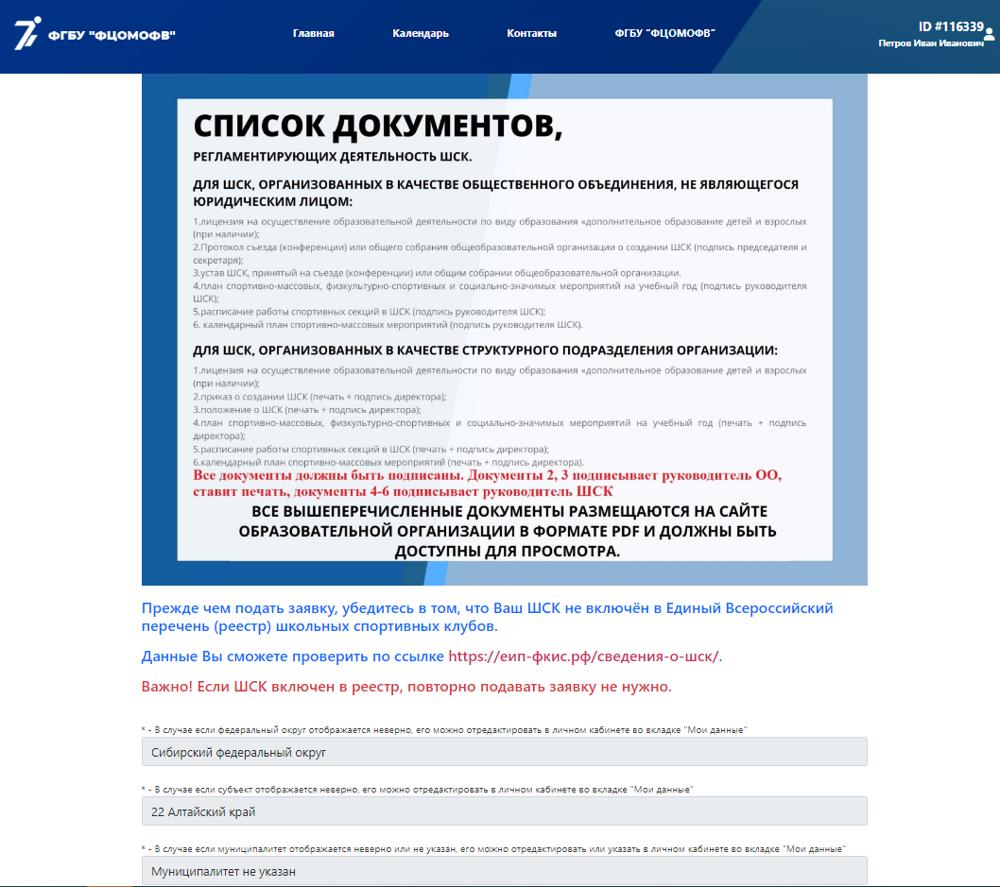 ФГБУ "ФЦОМОФВ"
Главная
Календарь
Контакты
ФГБУ "ФЦОМОФВ"
ID #116339
Петров Иван Иванович
СПИСОК ДОКУМЕНТОВ,
РЕГЛАМЕНТИРУЮЩИХ ДЕЯТЕЛЬНОСТЬ ШСК.
ДЛЯ ШСК, ОРГАНИЗОВАННЫХ В КАЧЕСТВЕ ОБЩЕСТВЕННОГО ОБЪЕДИНЕНИЯ, НЕ ЯВЛЯЮЩЕГОСЯ
ЮРИДИЧЕСКИМ ЛИЦОМ:
1.лицензия на осуществление образовательной деятельности по виду образования «дополнительное образование детей и взрослых
(при наличии);
2.Протокол съезда (конференции) или общего собрания общеобразовательной организации о создании ШСК (подпись председателя и
секретаря);
3.устав ШСК, принятый на съезде (конференции) или общим собрании общеобразовательной организации.
4.план спортивно-массовых, физкультурно-спортивных и социально-значимых мероприятий на учебный год (подпись руководителя
ШСК);
5.расписание работы спортивных секций в ШСК (подпись руководителя ШСК);
6. календарный план спортивно-массовых мероприятий (подпись руководителя ШСК).
ДЛЯ ШСК, ОРГАНИЗОВАННЫХ В КАЧЕСТВЕ СТРУКТУРНОГО ПОДРАЗДЕЛЕНИЯ ОРГАНИЗАЦИИ:
1.лицензия на осуществление образовательной деятельности по виду образования «дополнительное образование детей и взрослых
(при наличии);
2.приказ о создании ШСК (печать + подпись директора);
3.положение о ШСК (печать + подпись директора);
4.план спортивно-массовых, физкультурно-спортивных и социально-значимых мероприятий на учебный год (печать + подпись
директора);
5.расписание работы спортивных секций в ШСК (печать + подпись директора);
6.календарный план спортивно-массовых мероприятий (печать + подпись директора).
Все документы должны быть подписаны. Документы 2, 3 подписывает руководитель ОО,
ставит печать, документы 4-6 подписывает руководитель ШСК
ВСЕ ВЫШЕПЕРЕЧИСЛЕННЫЕ ДОКУМЕНТЫ РАЗМЕЩАЮТСЯ НА САЙТЕ
ОБРАЗОВАТЕЛЬНОЙ ОРГАНИЗАЦИИ В ФОРМАТЕ PDF И ДОЛЖНЫ БЫТЬ
ДОСТУПНЫ ДЛЯ ПРОСМОТРА.
Прежде чем подать заявку, убедитесь в том, что Ваш ШСК не включён в Единый Всероссийский
перечень (реестр) школьных спортивных клубов.
Данные Вы сможете проверить по ссылке https://еип-фкис.рф/сведения-о-шск/.
Важно! Если ШСК включен в реестр, повторно подавать заявку не нужно.
* - В случае если федеральный округ отображается неверно, его можно отредактировать в личном кабинете во вкладке "Мои данные"
Сибирский федеральный округ
* - В случае если субъект отображается неверно, его можно отредактировать в личном кабинете во вкладке "Мои данные"
22 Алтайский край
* - В случае если муниципалитет отображается неверно или не указан, его можно отредактировать или указать в личном кабинете во вкладке "Мои данные"
Муниципалитет не указан